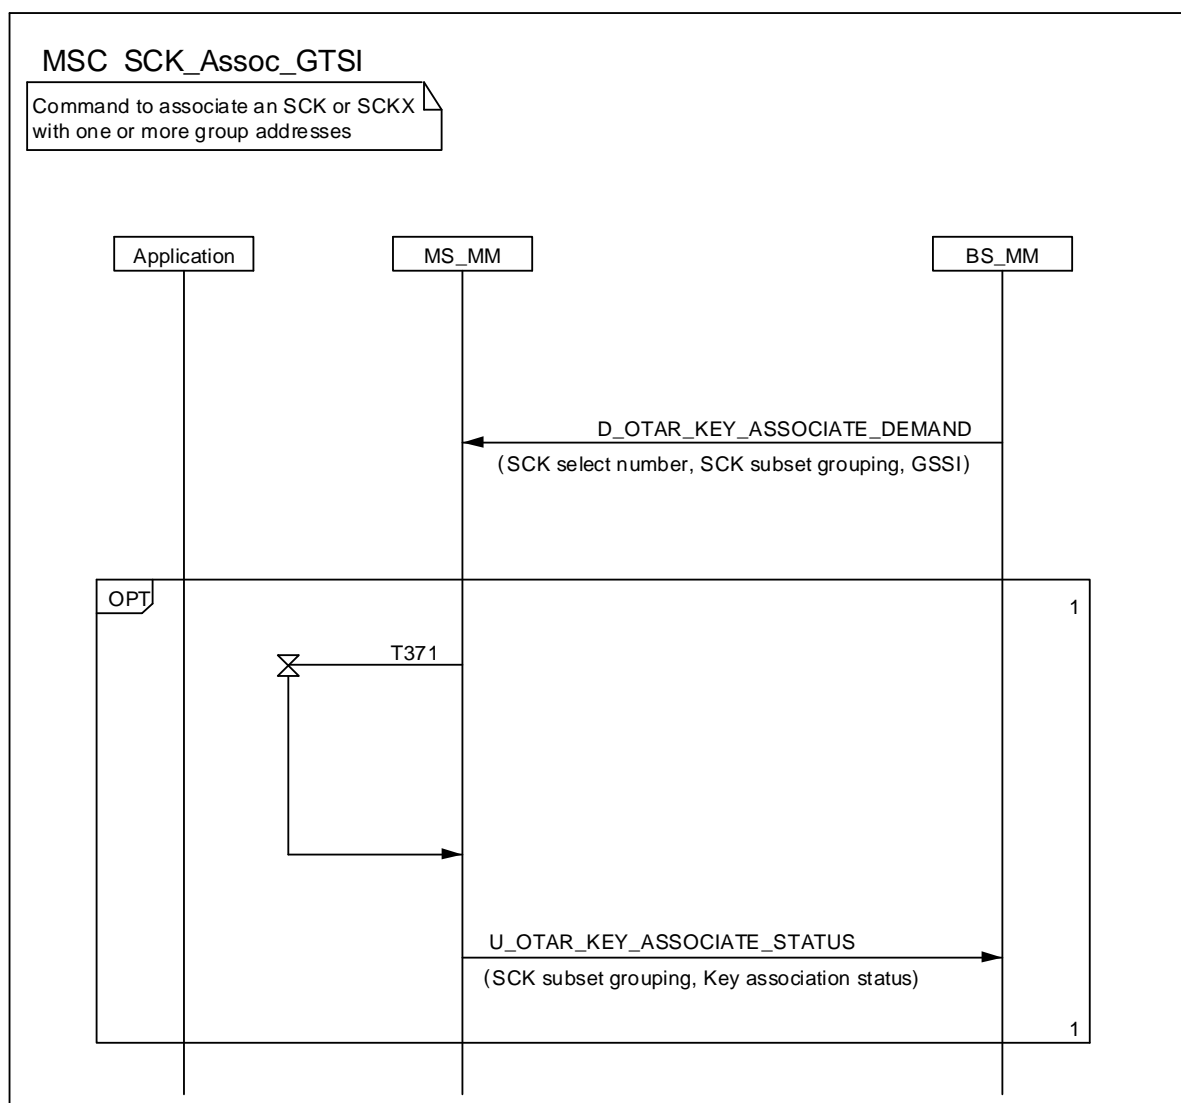 MSC SCK_Assoc_GTSI
Command to associate an SCK or SCKX
with one or more group addresses
Application
MS_MM
BS_MM
D_OTAR_KEY_ASSOCIATE_DEMAND
(SCK select number, SCK subset grouping, GSSI)
OPT
1
T371
U_OTAR_KEY_ASSOCIATE_STATUS
(SCK subset grouping, Key association status)
1